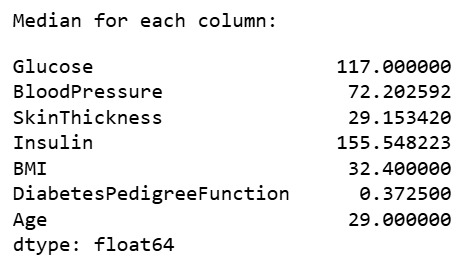 Median for each column:
Glucose 117.000000
BloodPressure 72.202592
SkinThickness 29.153420
Insulin 155.548223
BMI 32.400000
DiabetesPedigreeFunction 0.372500
Age 29.000000
dtype: float64